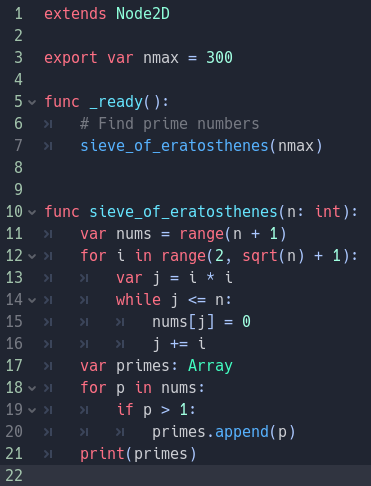 1 extends Node2D
2
3 export var nmax = 300
4
5 func _ready():
6     # Find prime numbers
7     sieve_of_eratosthenes(nmax)
8
9
10 func sieve_of_eratosthenes(n: int):
11     var nums = range(n + 1)
12     for i in range(2, sqrt(n) + 1):
13         var j = i * i
14         while j <= n:
15             nums[j] = 0
16             j += i
17     var primes: Array
18     for p in nums:
19         if p > 1:
20             primes.append(p)
21     print(primes)
22